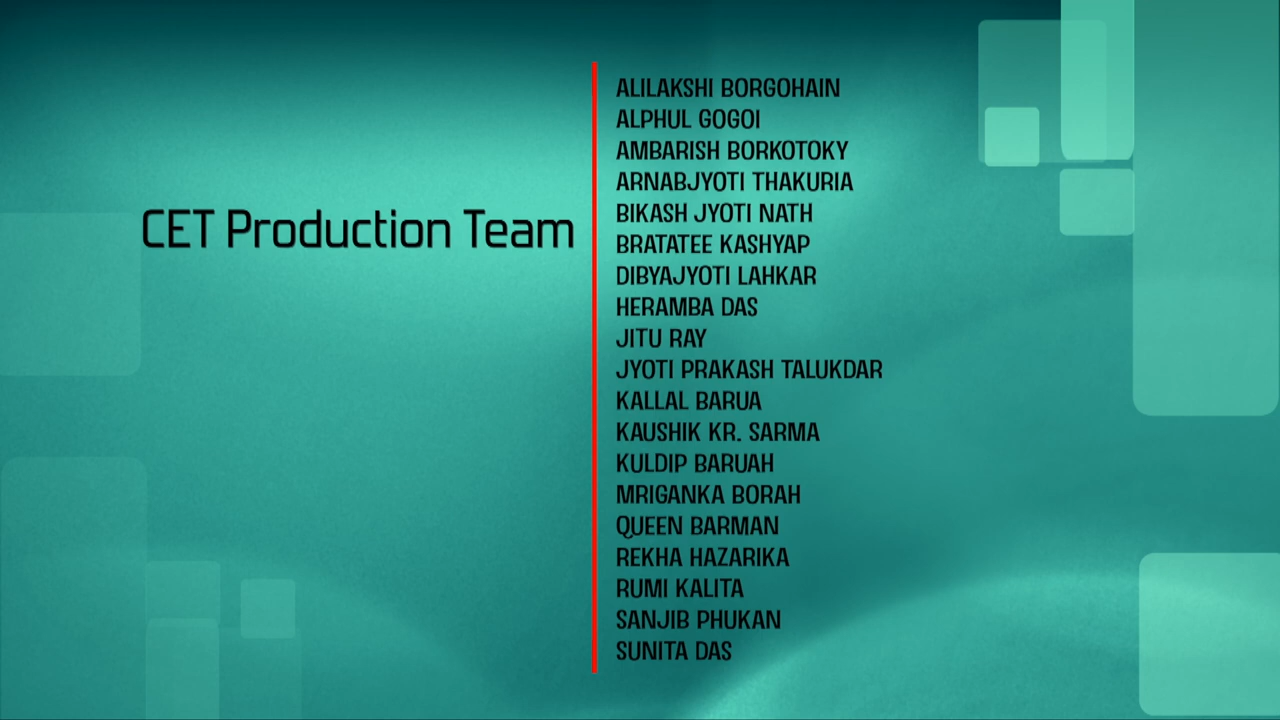 CET Production Team
ALILAKSHI BORGOHAIN
ALPHUL GOGOI
AMBARISH BORKOTOKY
ARNABJYOTI THAKURIA
BIKASH JYOTI NATH
BRATATEE KASHYAP
DIBYAJYOTI LAHKAR
HERAMBA DAS
JITU RAY
JYOTI PRAKASH TALUKDAR
KALLAL BARUA
KAUSHIK KR. SARMA
KULDIP BARUAH
MRIGANKA BORAH
QUEEN BARMAN
REKHA HAZARIKA
RUMI KALITA
SANJIB PHUKAN
SUNITA DAS